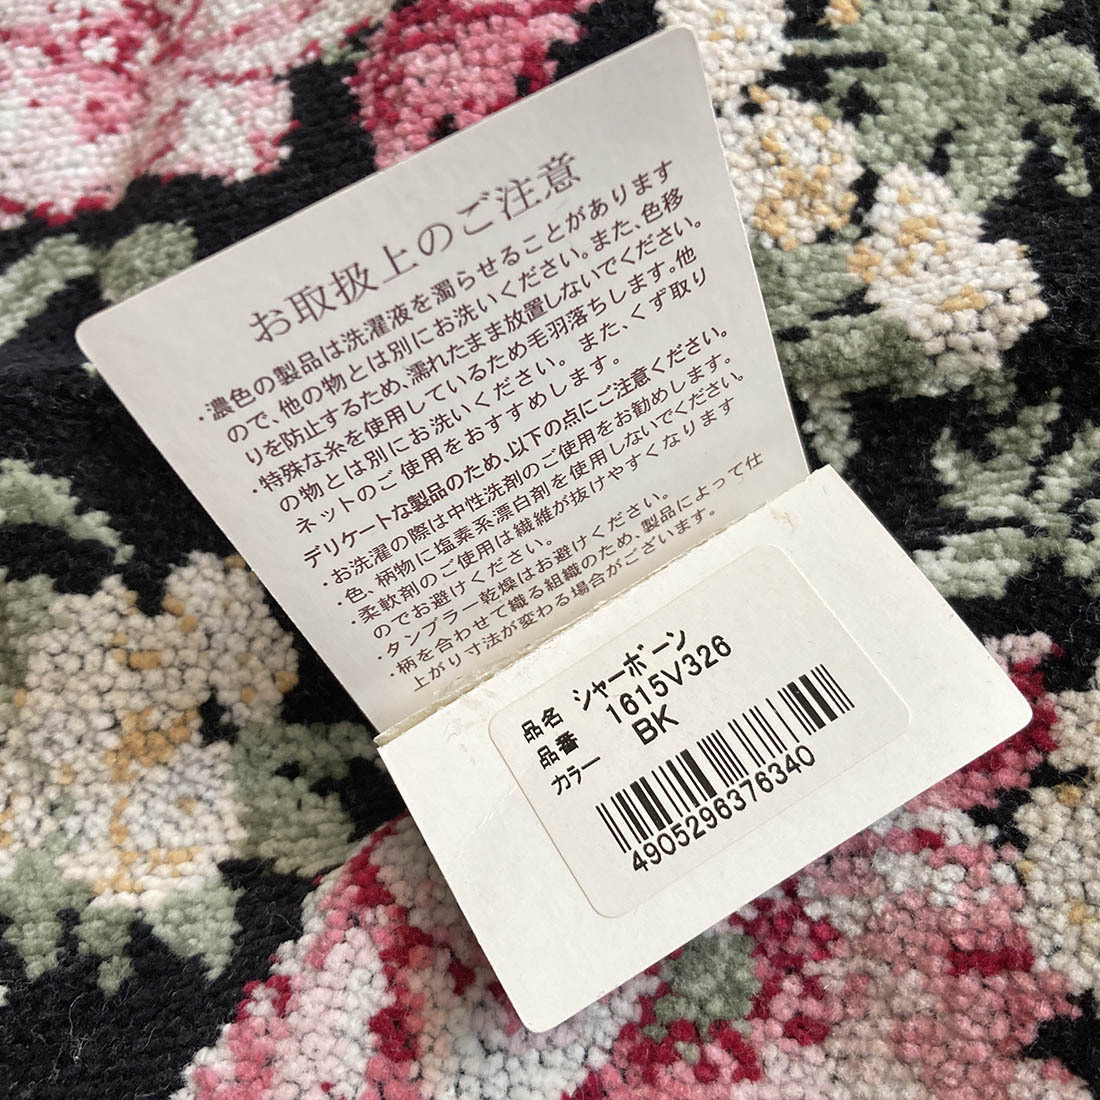 お取扱上のご注意
・濃色の製品は洗濯液を濁らせることがあります
ので、他の物とは別にお洗いください。また、色移
りを防止するため、濡れたまま放置しないでください。
・特殊な糸を使用しているため毛羽落ちします。他
の物とは別にお洗いください。また、くず取り
ネットのご使用をおすすめします。
デリケートな製品のため、以下の点にご注意ください。
・お洗濯の際は中性洗剤のご使用をお勧めします。
・色、柄物に塩素系漂白剤を使用しないでください。
・柔軟剤のご使用は繊維が抜けやすくなります
のでお避けください。
・タンブラー乾燥はお避けください。
・柄を合わせて織る組織のため、製品によって仕
上がり寸法が変わる場合がございます。
品名 シャーボーン
品番 1615V326
カラー BK
4905296376340